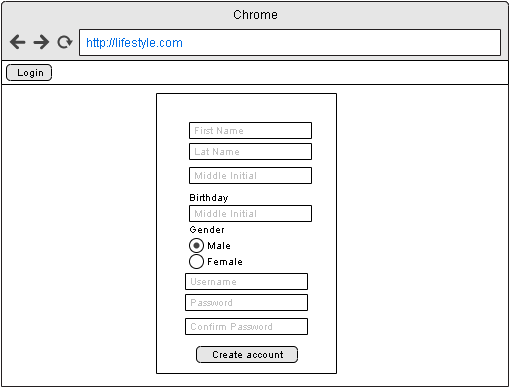 Chrome
http://lifestyle.com
Login
First Name
Lat Name
Middle Initial
Birthday
Middle Initial
Gender
Male
Female
Username
Password
Confirm Password
Create account